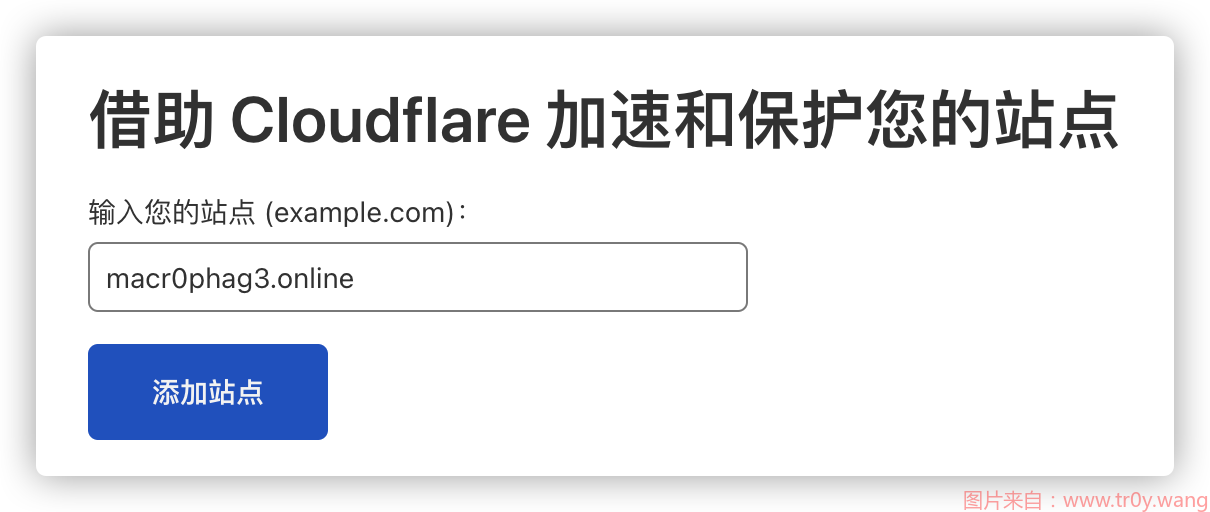 借助 Cloudflare 加速和保护您的站点
输入您的站点 (example.com)：
macr0phag3.online
添加站点
图片来自：www.tr0y.wang